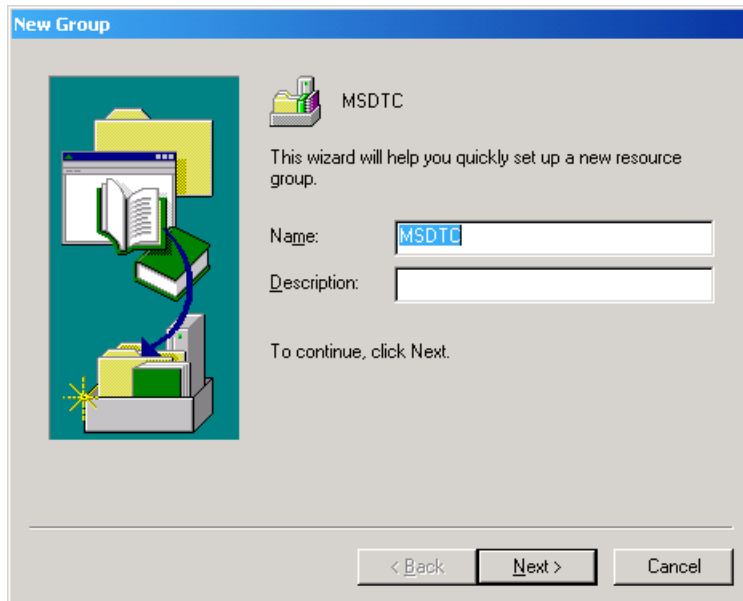 New Group
MSDTC
This wizard will help you quickly set up a new resource
group.
Name:
MSDTC
Description:
To continue, click Next.
< Back
Next >
Cancel